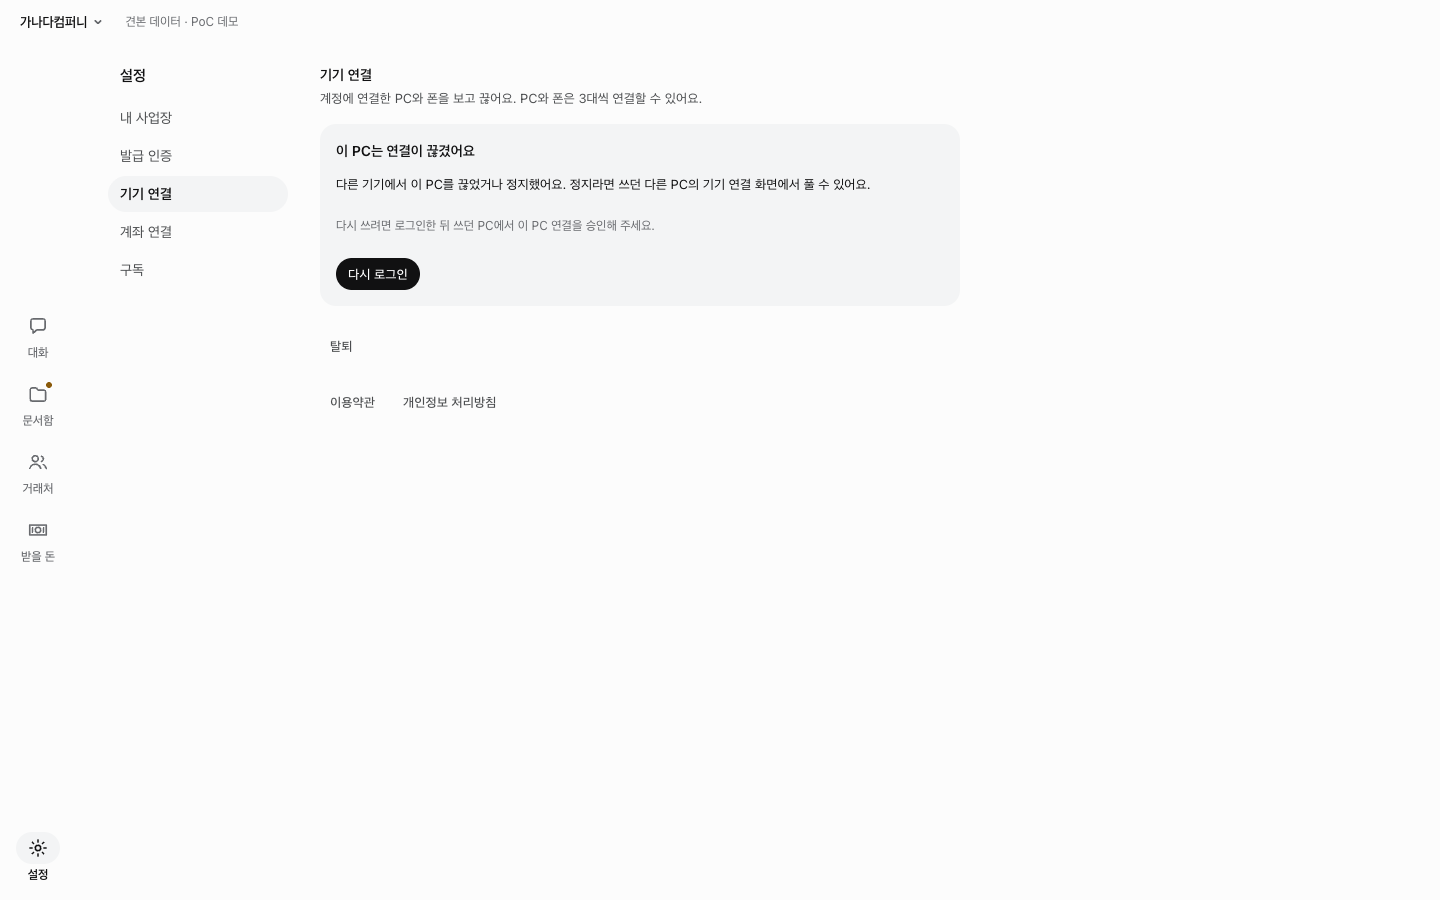 가나다컴퍼니
견본 데이터 · PoC 데모
설정
내 사업장
발급 인증
기기 연결
계좌 연결
구독
기기 연결
계정에 연결한 PC와 폰을 보고 끊어요. PC와 폰은 3대씩 연결할 수 있어요.
이 PC는 연결이 끊겼어요
다른 기기에서 이 PC를 끊었거나 정지했어요. 정지라면 쓰던 다른 PC의 기기 연결 화면에서 풀 수 있어요.
다시 쓰려면 로그인한 뒤 쓰던 PC에서 이 PC 연결을 승인해 주세요.
다시 로그인
탈퇴
이용약관 개인정보 처리방침
대화
문서함
거래처
받을 돈
설정